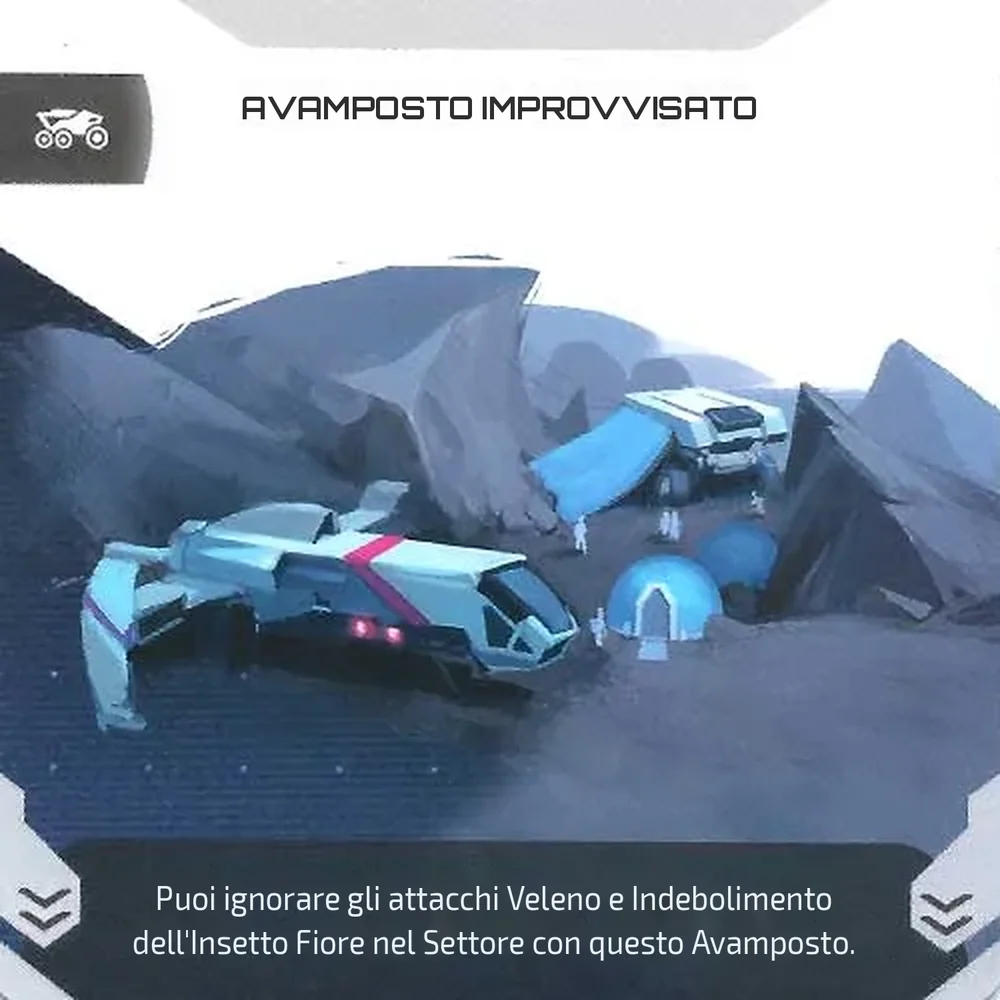 AVAMPOSTO IMPROVVISATO
Puoi ignorare gli attacchi Veleno e Indebolimento
dell'Insetto Fiore nel Settore con questo Avamposto.